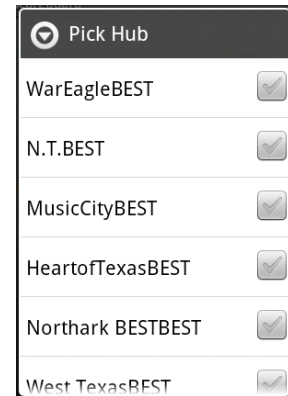 Pick Hub
WarEagleBEST
N.T.BEST
MusicCityBEST
HeartofTexasBEST
Northark BESTBEST
West TexasBEST